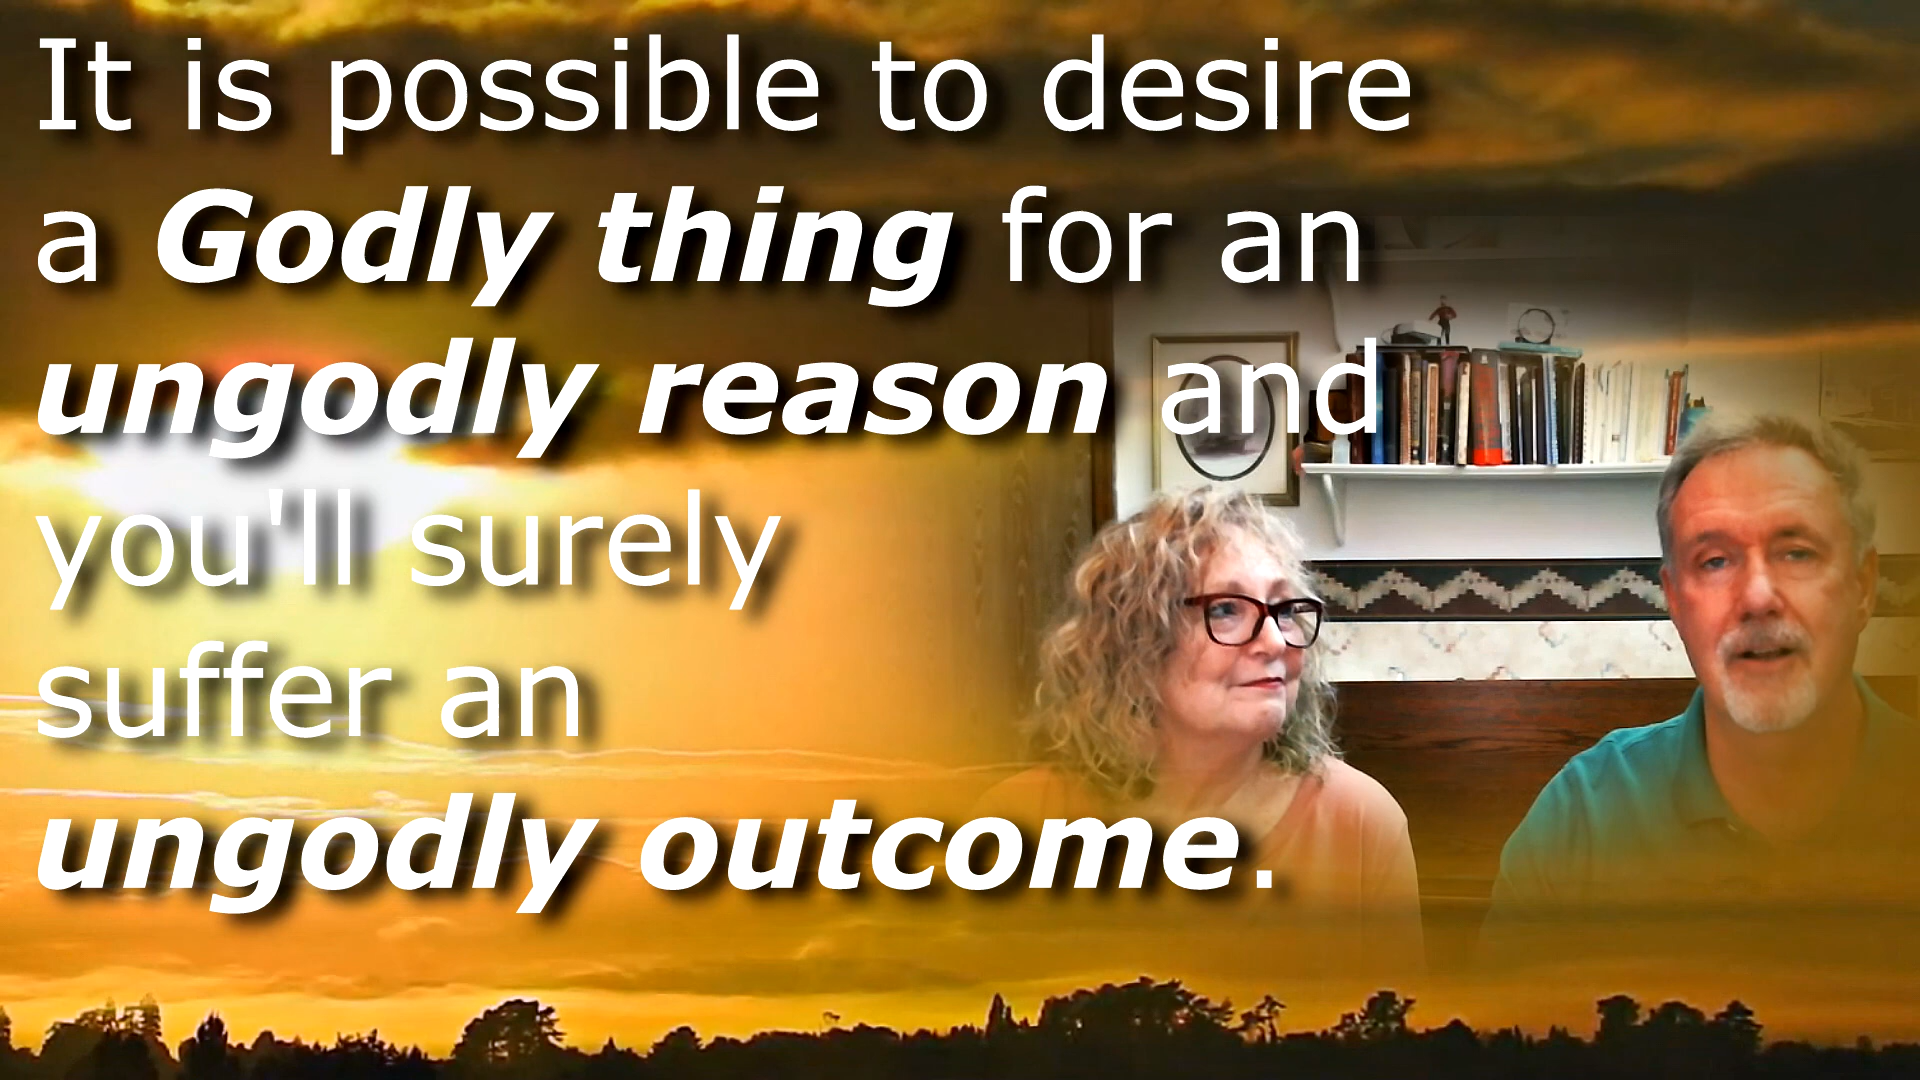 It is possible to desire
a Godly thing for an
ungodly reason and
you'll surely
suffer an
ungodly outcome.